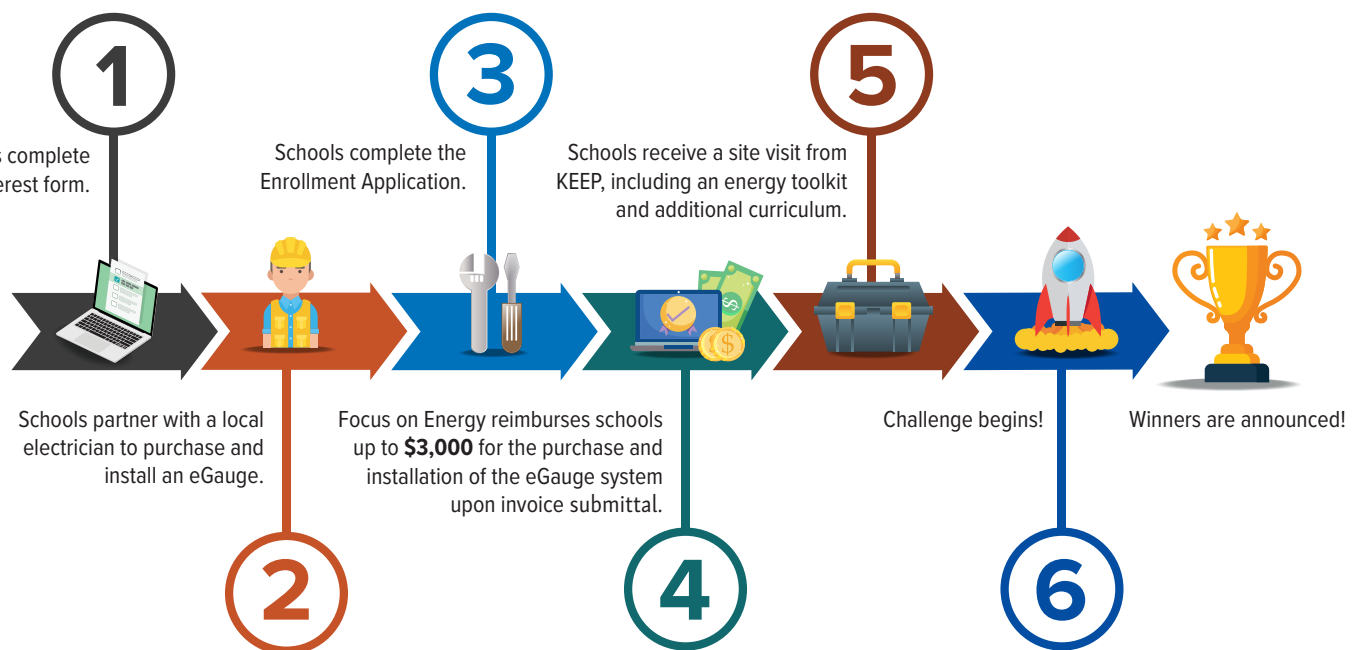 1
complete
form.
2
Schools partner with a local
electrician to purchase and
install an eGauge.
3
Schools complete the
Enrollment Application.
4
Focus on Energy reimburses schools
up to $3,000 for the purchase and
installation of the eGauge system
upon invoice submittal.
5
Schools receive a site visit from
KEEP, including an energy toolkit
and additional curriculum.
6
Challenge begins!
Winners are announced!